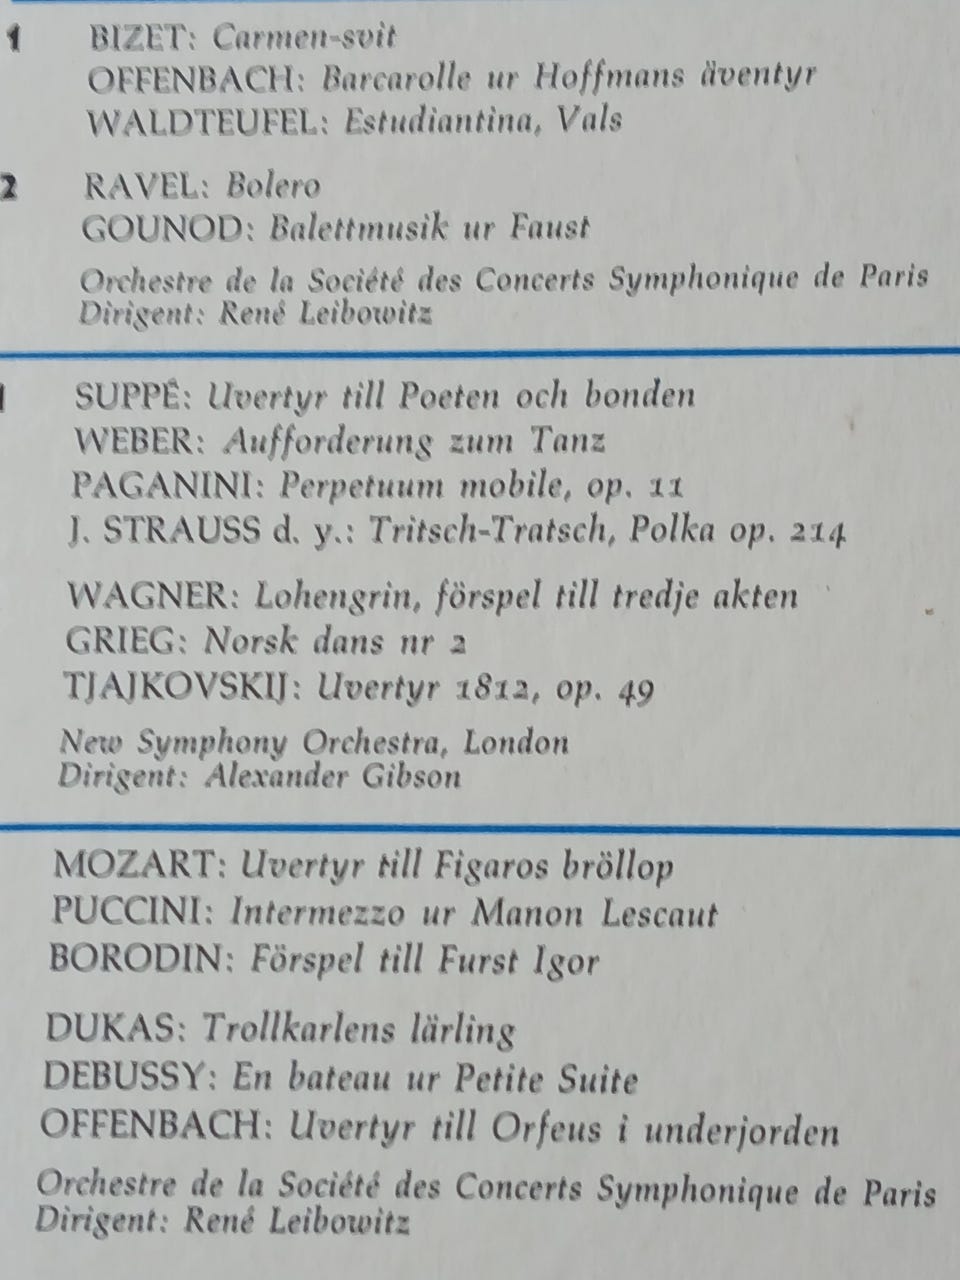 1 BIZET: Carmen-svit
OFFENBACH: Barcarolle ur Hoffmans äventyr
WALDTEUFEL: Estudiantina, Vals
2 RAVEL: Bolero
GOUNOD: Balettmusik ur Faust
Orchestre de la Société des Concerts Symphonique de Paris
Dirigent: René Leibowitz
1 SUPPÉ: Uvertyr till Poeten och bonden
WEBER: Aufforderung zum Tanz
PAGANINI: Perpetuum mobile, op. 11
J. STRAUSS d. y.: Tritsch-Tratsch, Polka op. 214
WAGNER: Lohengrin, förspel till tredje akten
GRIEG: Norsk dans nr 2
TJAJKOVSKIJ: Uvertyr 1812, op. 49
New Symphony Orchestra, London
Dirigent: Alexander Gibson
MOZART: Uvertyr till Figaros bröllop
PUCCINI: Intermezzo ur Manon Lescaut
BORODIN: Förspel till Furst Igor
DUKAS: Trollkarlens lärling
DEBUSSY: En bateau ur Petite Suite
OFFENBACH: Uvertyr till Orfeus i underjorden
Orchestre de la Société des Concerts Symphonique de Paris
Dirigent: René Leibowitz